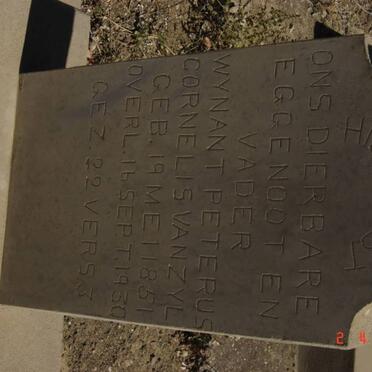 ONS DIERBARE
EGGENOOT EN
VADER
WYNANT PETERUS
CORNELIS VAN ZYL
GEB. 19 MEI 1851
OVERL. 14 SEPT. 1930
GEZ. 22 VERS 3